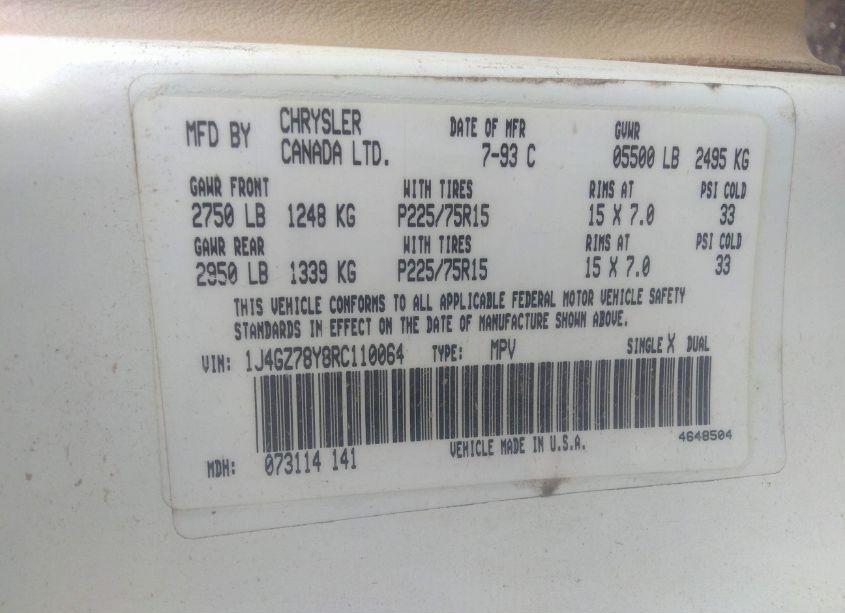 MFD BY CHRYSLER CANADA LTD. DATE OF MFR 7-93 C GVWR 05500 LB 2495 KG
GAWR FRONT WITH TIRES RIMS AT PSI COLD
2750 LB 1248 KG P225/75R15 15 X 7.0 33
GAWR REAR WITH TIRES RIMS AT PSI COLD
2950 LB 1339 KG P225/75R15 15 X 7.0 33
THIS VEHICLE CONFORMS TO ALL APPLICABLE FEDERAL MOTOR VEHICLE SAFETY
STANDARDS IN EFFECT ON THE DATE OF MANUFACTURE SHOWN ABOVE.
VIN: 1J4GZ78Y8RC110064 TYPE: MPV SINGLE X DUAL
4648504
MDH: 073114 141 VEHICLE MADE IN U.S.A.